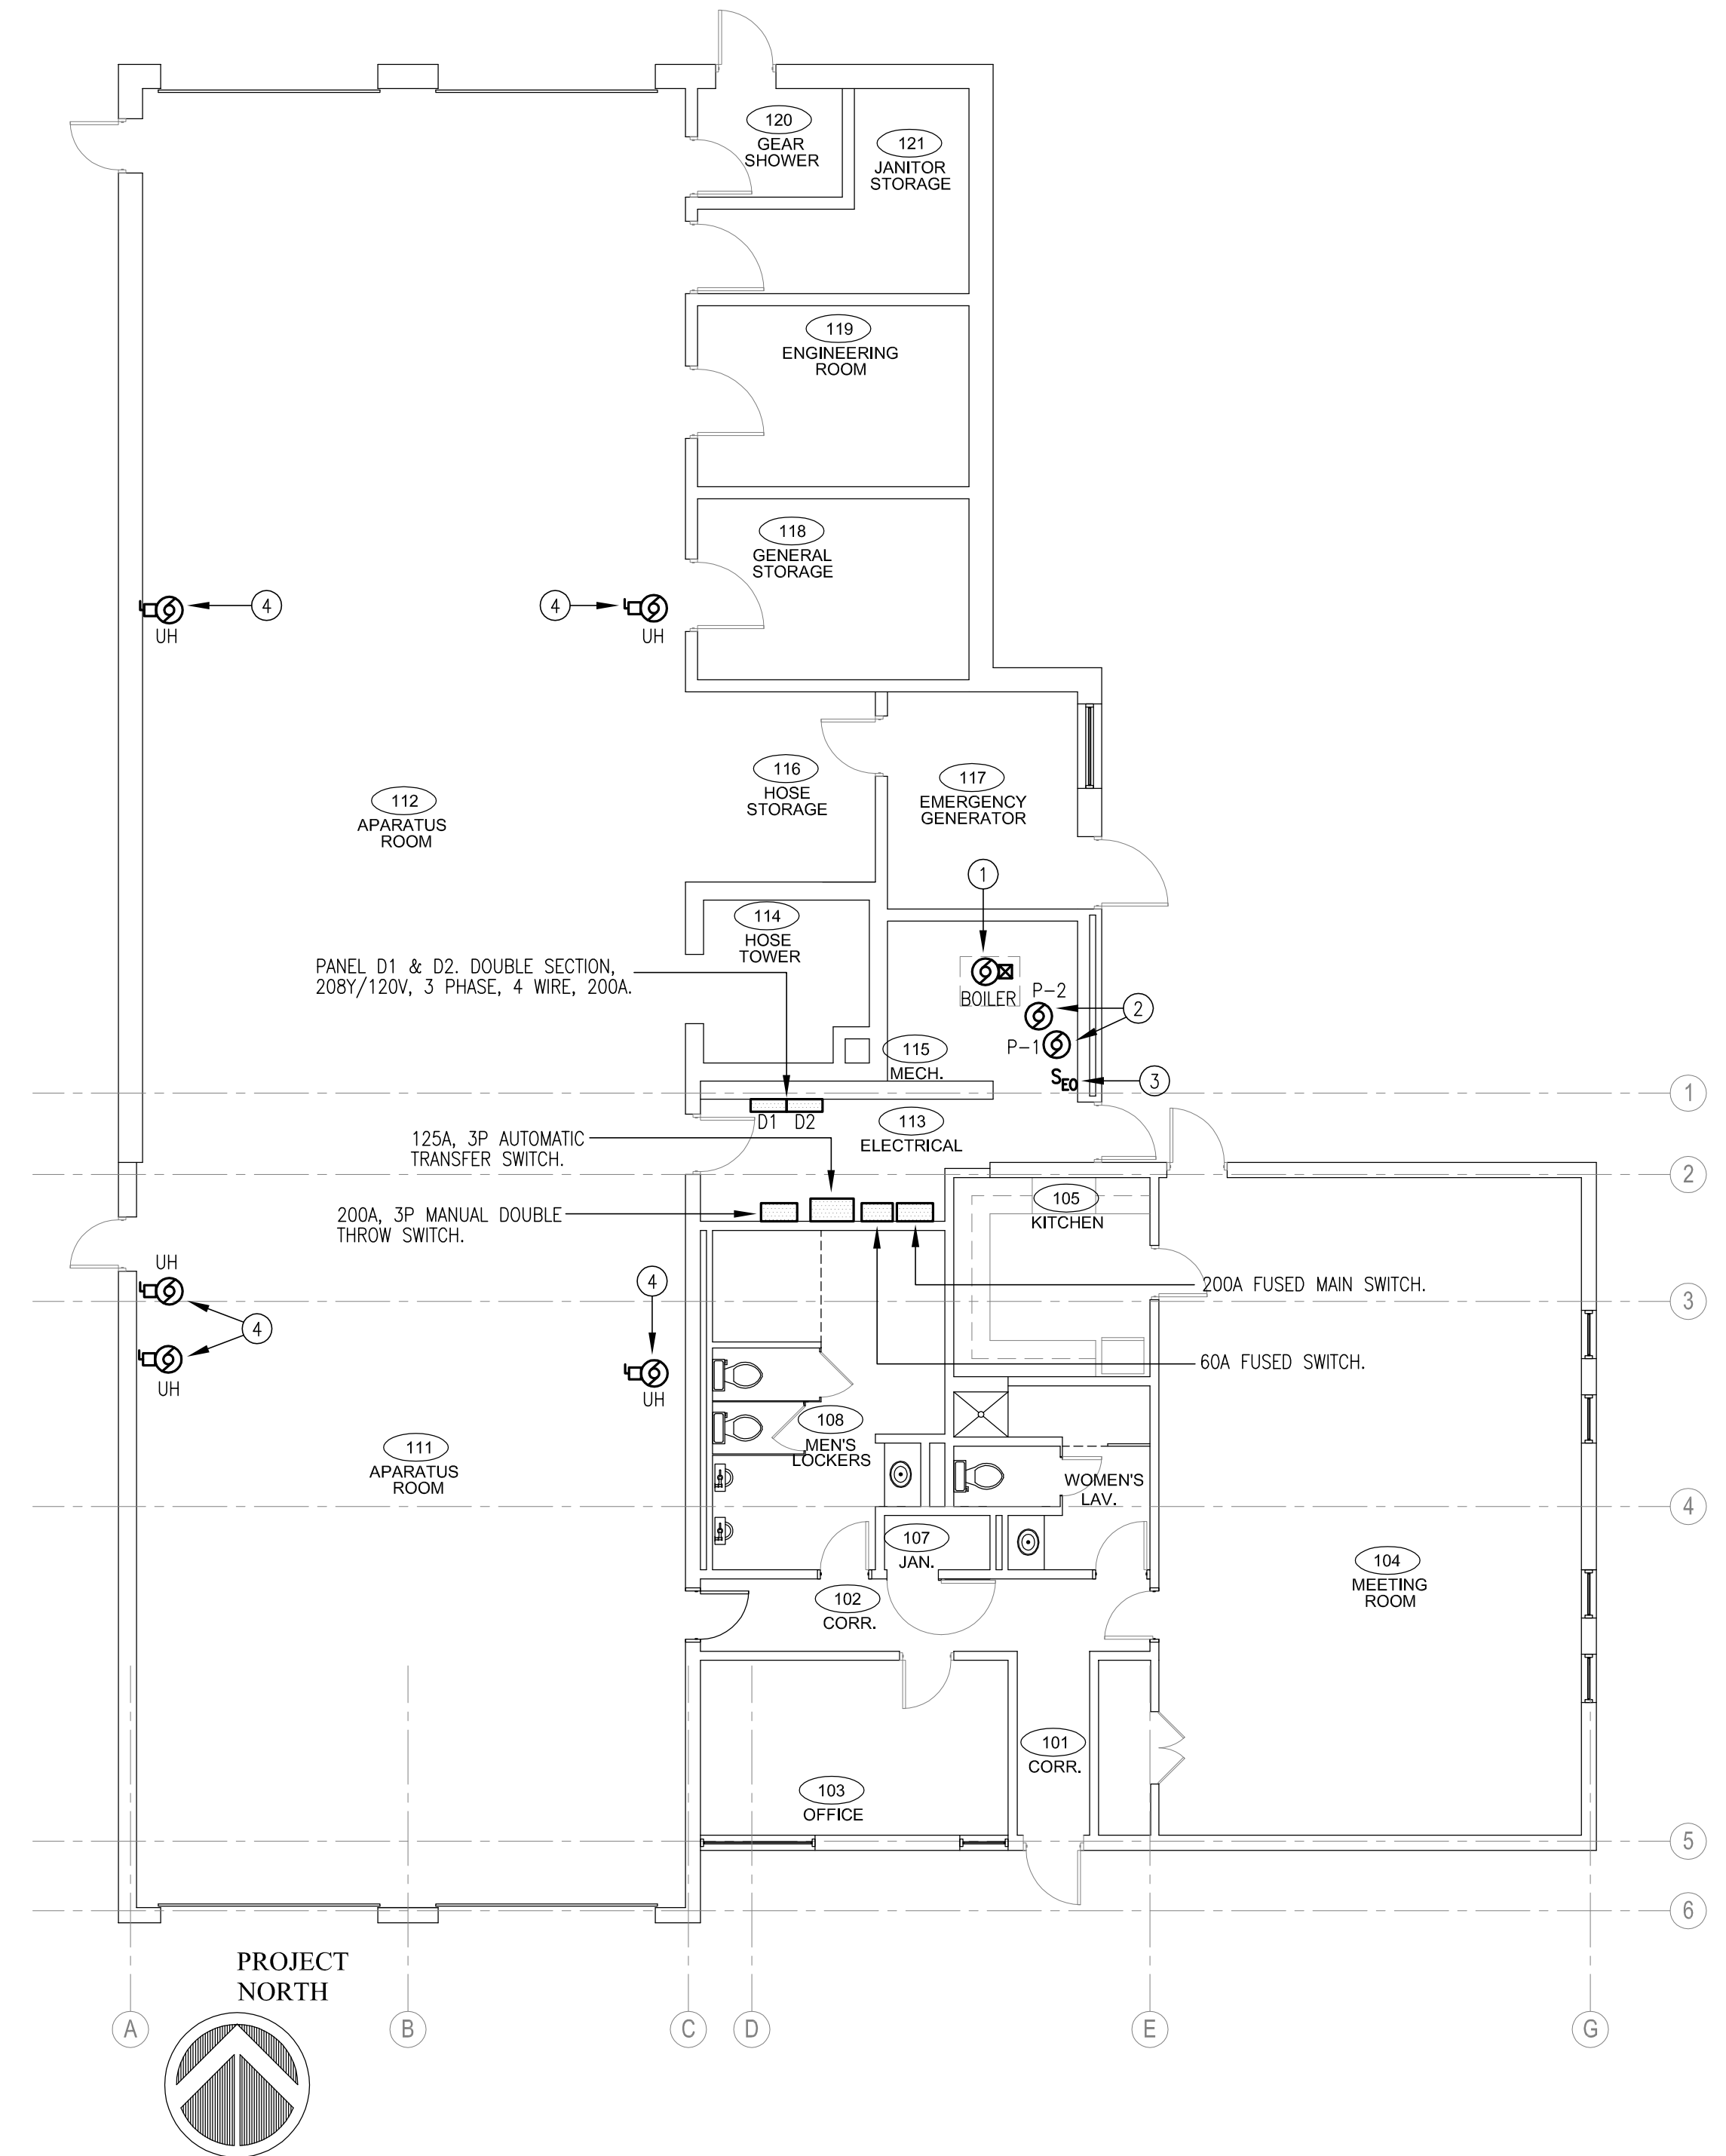 120
GEAR
SHOWER
121
JANITOR
STORAGE
119
ENGINEERING
ROOM
118
GENERAL
STORAGE
4
UH
4
UH
116
HOSE
STORAGE
117
EMERGENCY
GENERATOR
112
APARATUS
ROOM
1
114
HOSE
TOWER
PANEL D1 & D2. DOUBLE SECTION,
208Y/120V, 3 PHASE, 4 WIRE, 200A.
BOILER
P-2
2
P-1
115
MECH.
SEO
3
1
D1 D2
113
ELECTRICAL
125A, 3P AUTOMATIC
TRANSFER SWITCH.
2
105
KITCHEN
200A, 3P MANUAL DOUBLE
THROW SWITCH.
UH
4
200A FUSED MAIN SWITCH.
3
4
UH
UH
60A FUSED SWITCH.
108
MEN'S
LOCKERS
111
APARATUS
ROOM
WOMEN'S
LAV.
4
107
JAN.
104
MEETING
ROOM
102
CORR.
101
CORR.
103
OFFICE
5
6
PROJECT
NORTH
A
B
C
D
E
G